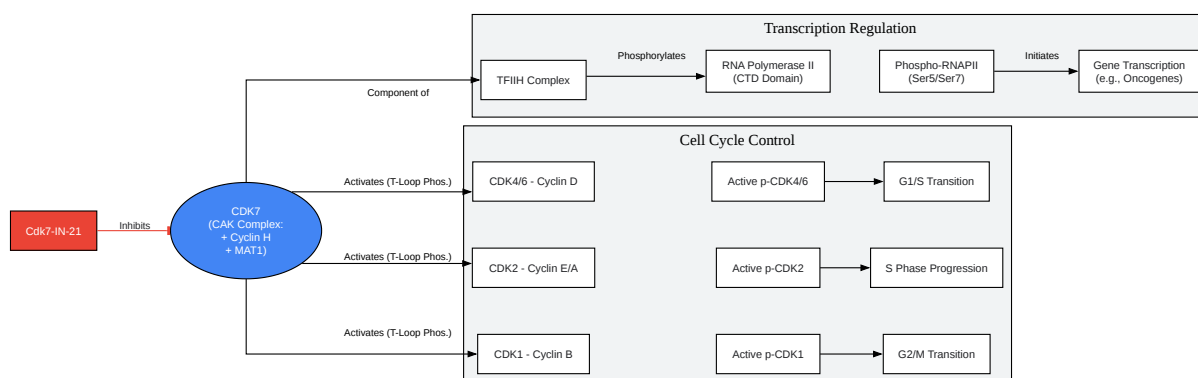 Transcription Regulation
Phosphorylates
Initiates
TFIIH Complex
RNA Polymerase II
(CTD Domain)
Phospho-RNAPII
(Ser5/Ser7)
Gene Transcription
(e.g., Oncogenes)
Component of
Cell Cycle Control
Activates (T-Loop Phos.)
CDK4/6 - Cyclin D
Active p-CDK4/6
G1/S Transition
Cdk7-IN-21
Inhibits
CDK7
(CAK Complex:
+ Cyclin H
+ MAT1)
Activates (T-Loop Phos.)
CDK2 - Cyclin E/A
Active p-CDK2
S Phase Progression
Activates (T-Loop Phos.)
CDK1 - Cyclin B
Active p-CDK1
G2/M Transition